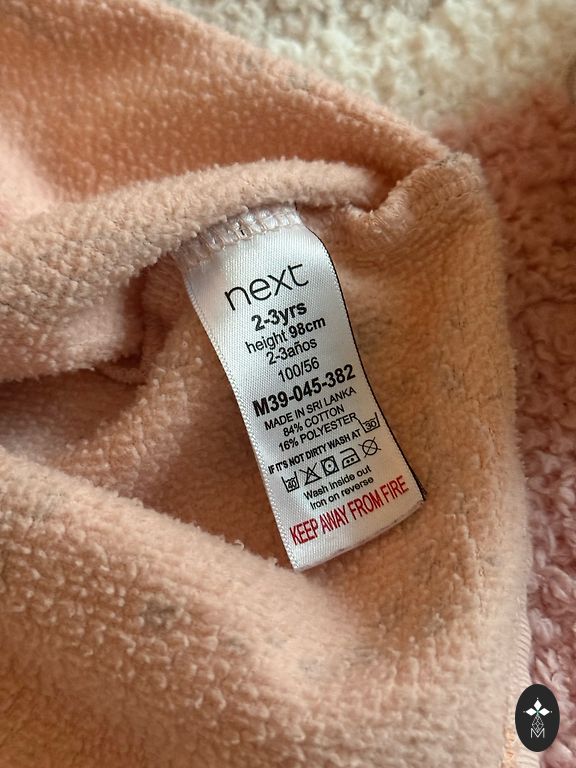 next
2-3yrs
height 98cm
2-3años
100/56
M39-045-382
MADE IN SRI LANKA
84% COTTON
16% POLYESTER
IF IT'S NOT DIRTY WASH AT 30
40
Wash inside out
Iron on reverse
KEEP AWAY FROM FIRE
M